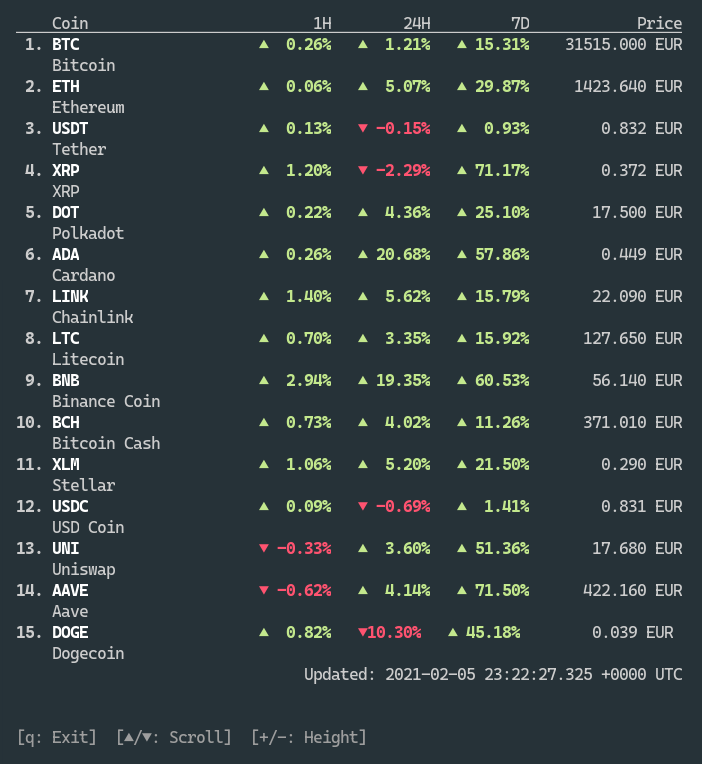 Coin 1H 24H 7D Price
1. BTC ▲ 0.26% ▲ 1.21% ▲ 15.31% 31515.000 EUR
Bitcoin
2. ETH ▲ 0.06% ▲ 5.07% ▲ 29.87% 1423.640 EUR
Ethereum
3. USDT ▲ 0.13% ▼ -0.15% ▲ 0.93% 0.832 EUR
Tether
4. XRP ▲ 1.20% ▼ -2.29% ▲ 71.17% 0.372 EUR
XRP
5. DOT ▲ 0.22% ▲ 4.36% ▲ 25.10% 17.500 EUR
Polkadot
6. ADA ▲ 0.26% ▲ 20.68% ▲ 57.86% 0.449 EUR
Cardano
7. LINK ▲ 1.40% ▲ 5.62% ▲ 15.79% 22.090 EUR
Chainlink
8. LTC ▲ 0.70% ▲ 3.35% ▲ 15.92% 127.650 EUR
Litecoin
9. BNB ▲ 2.94% ▲ 19.35% ▲ 60.53% 56.140 EUR
Binance Coin
10. BCH ▲ 0.73% ▲ 4.02% ▲ 11.26% 371.010 EUR
Bitcoin Cash
11. XLM ▲ 1.06% ▲ 5.20% ▲ 21.50% 0.290 EUR
Stellar
12. USDC ▲ 0.09% ▼ -0.69% ▲ 1.41% 0.831 EUR
USD Coin
13. UNI ▼ -0.33% ▲ 3.60% ▲ 51.36% 17.680 EUR
Uniswap
14. AAVE ▼ -0.62% ▲ 4.14% ▲ 71.50% 422.160 EUR
Aave
15. DOGE ▲ 0.82% ▼10.30% ▲ 45.18% 0.039 EUR
Dogecoin
Updated: 2021-02-05 23:22:27.325 +0000 UTC
[q: Exit] [▲/▼: Scroll] [+/-: Height]